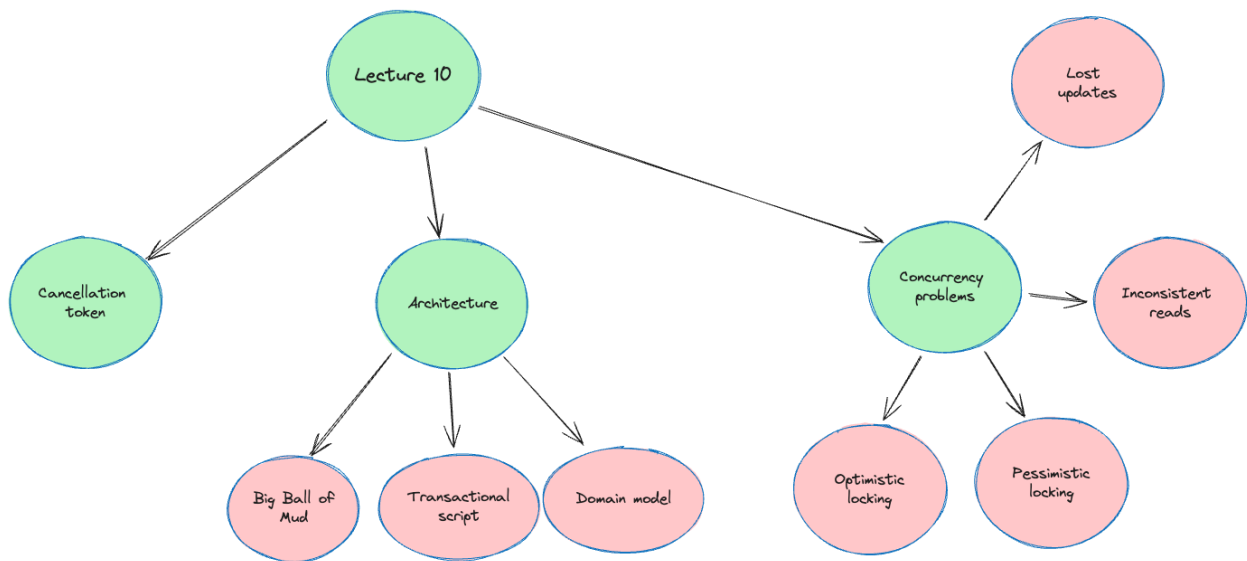 Lecture 10
Lost
updates
Cancellation
token
Architecture
Concurrency
problems
Inconsistent
reads
Big Ball of
Mud
Transactional
script
Domain model
Optimistic
locking
Pessimistic
locking